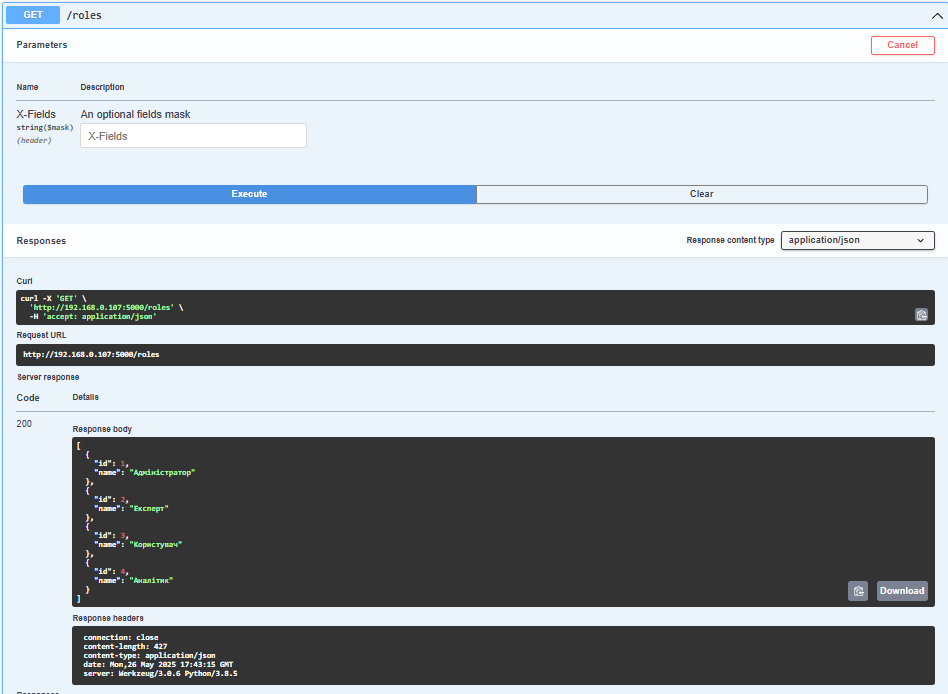 GET /roles
Parameters
Cancel
Name Description
X-Fields An optional fields mask
string($mask)
(header)
X-Fields
Execute Clear
Responses Response content type application/json
Curl
curl -X 'GET' \
'http://192.168.0.107:5000/roles' \
-H 'accept: application/json'
Request URL
http://192.168.0.107:5000/roles
Server response
Code Details
200
Response body
[
{
"id": 1,
"name": "Адміністратор"
},
{
"id": 2,
"name": "Експерт"
},
{
"id": 3,
"name": "Користувач"
},
{
"id": 4,
"name": "Аналітик"
}
]
Download
Response headers
connection: close
content-length: 427
content-type: application/json
date: Mon,26 May 2025 17:43:15 GMT
server: Werkzeug/3.0.6 Python/3.8.5